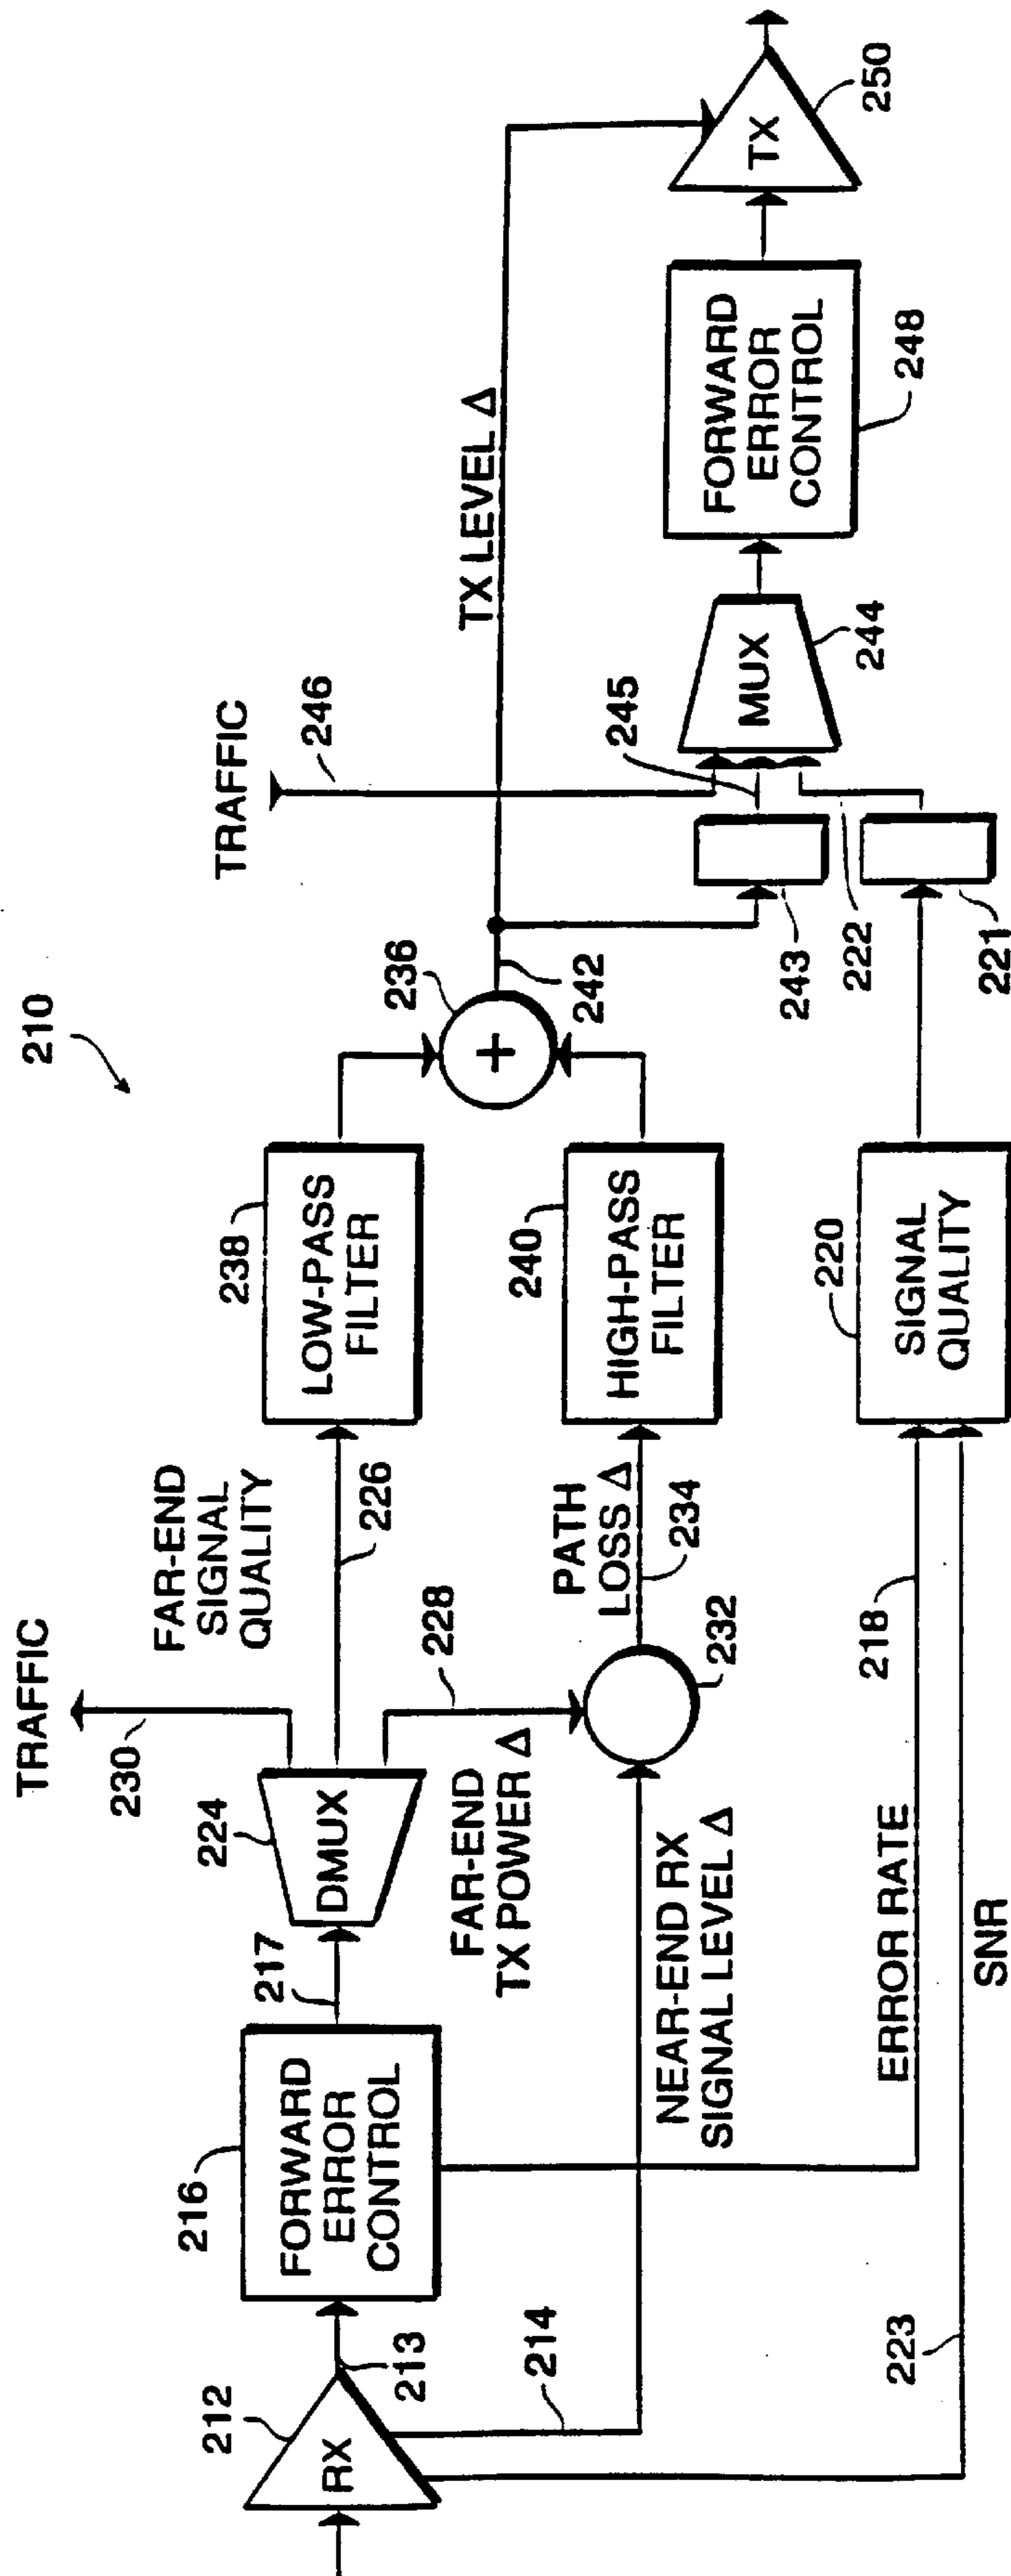 210
TRAFFIC
230
TRAFFIC
246
FAR-END
SIGNAL
QUALITY
226
238
LOW-PASS
FILTER
236
+
242
TX LEVEL Δ
212
RX
213
216
FORWARD
ERROR
CONTROL
217
224
DMUX
228
FAR-END
TX POWER Δ
214
NEAR-END RX
SIGNAL LEVEL Δ
232
PATH
LOSS Δ
234
240
HIGH-PASS
FILTER
245
243
222
221
MUX
244
FORWARD
ERROR
CONTROL
248
TX
250
223
ERROR RATE
218
SNR
220
SIGNAL
QUALITY